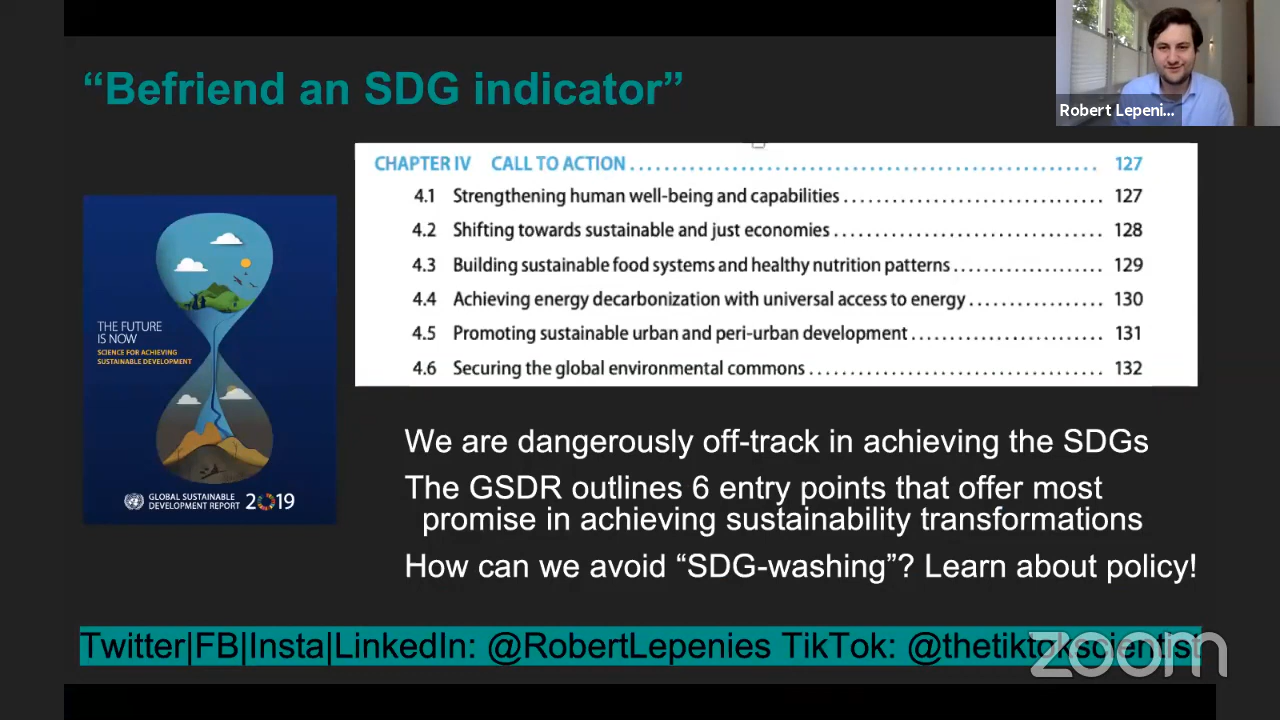 “Befriend an SDG indicator”
Robert Lepeni...
CHAPTER IV CALL TO ACTION 127
4.1 Strengthening human well-being and capabilities 127
4.2 Shifting towards sustainable and just economies 128
4.3 Building sustainable food systems and healthy nutrition patterns 129
4.4 Achieving energy decarbonization with universal access to energy 130
4.5 Promoting sustainable urban and peri-urban development 131
4.6 Securing the global environmental commons 132
THE FUTURE
IS NOW
SCIENCE FOR ACHIEVING
SUSTAINABLE DEVELOPMENT
GLOBAL SUSTAINABLE
DEVELOPMENT REPORT 2019
We are dangerously off-track in achieving the SDGs
The GSDR outlines 6 entry points that offer most
promise in achieving sustainability transformations
How can we avoid “SDG-washing”? Learn about policy!
Twitter|FB|Insta|LinkedIn: @RobertLepenies TikTok: @thetiktokscientist
zoom